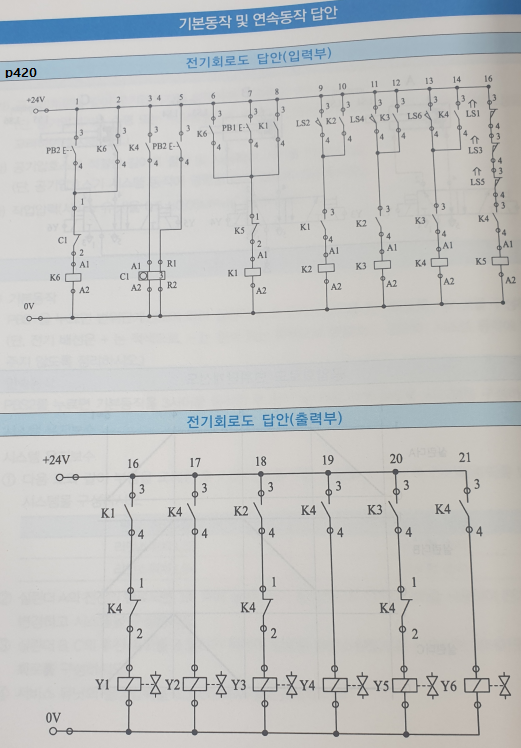 기본동작 및 연속동작 답안
전기회로도 답안(입력부)
p420
+24V 1 2 3 4 5 6 7 8 9 10 11 12 13 14 16
3 3 3 3 3 3 3 3 3 3 3 3 3
PB2 K6 K4 PB2 K6 PB1 K1 LS2 K2 LS4 K3 LS6 K4 LS1
4 4 4 4 4 4 4 4 4 4 4 4
LS3
LS5
1 1 3 3 3 3
C1 K5 K1 K2 K3 K4
2 2 4 4 4 4
A1 A1 R1 A1 A1 A1 A1 A1
K6 C1 3 K1 K2 K3 K4 K5
A2 A2 R2 A2 A2 A2 A2 A2
0V
전기회로도 답안(출력부)
+24V 16 17 18 19 20 21
3 3 3 3 3 3
K1 K4 K2 K4 K3 K4
4 4 4 4 4 4
1 1 1
K4 K4 K4
2 2 2
Y1 Y2 Y3 Y4 Y5 Y6
0V